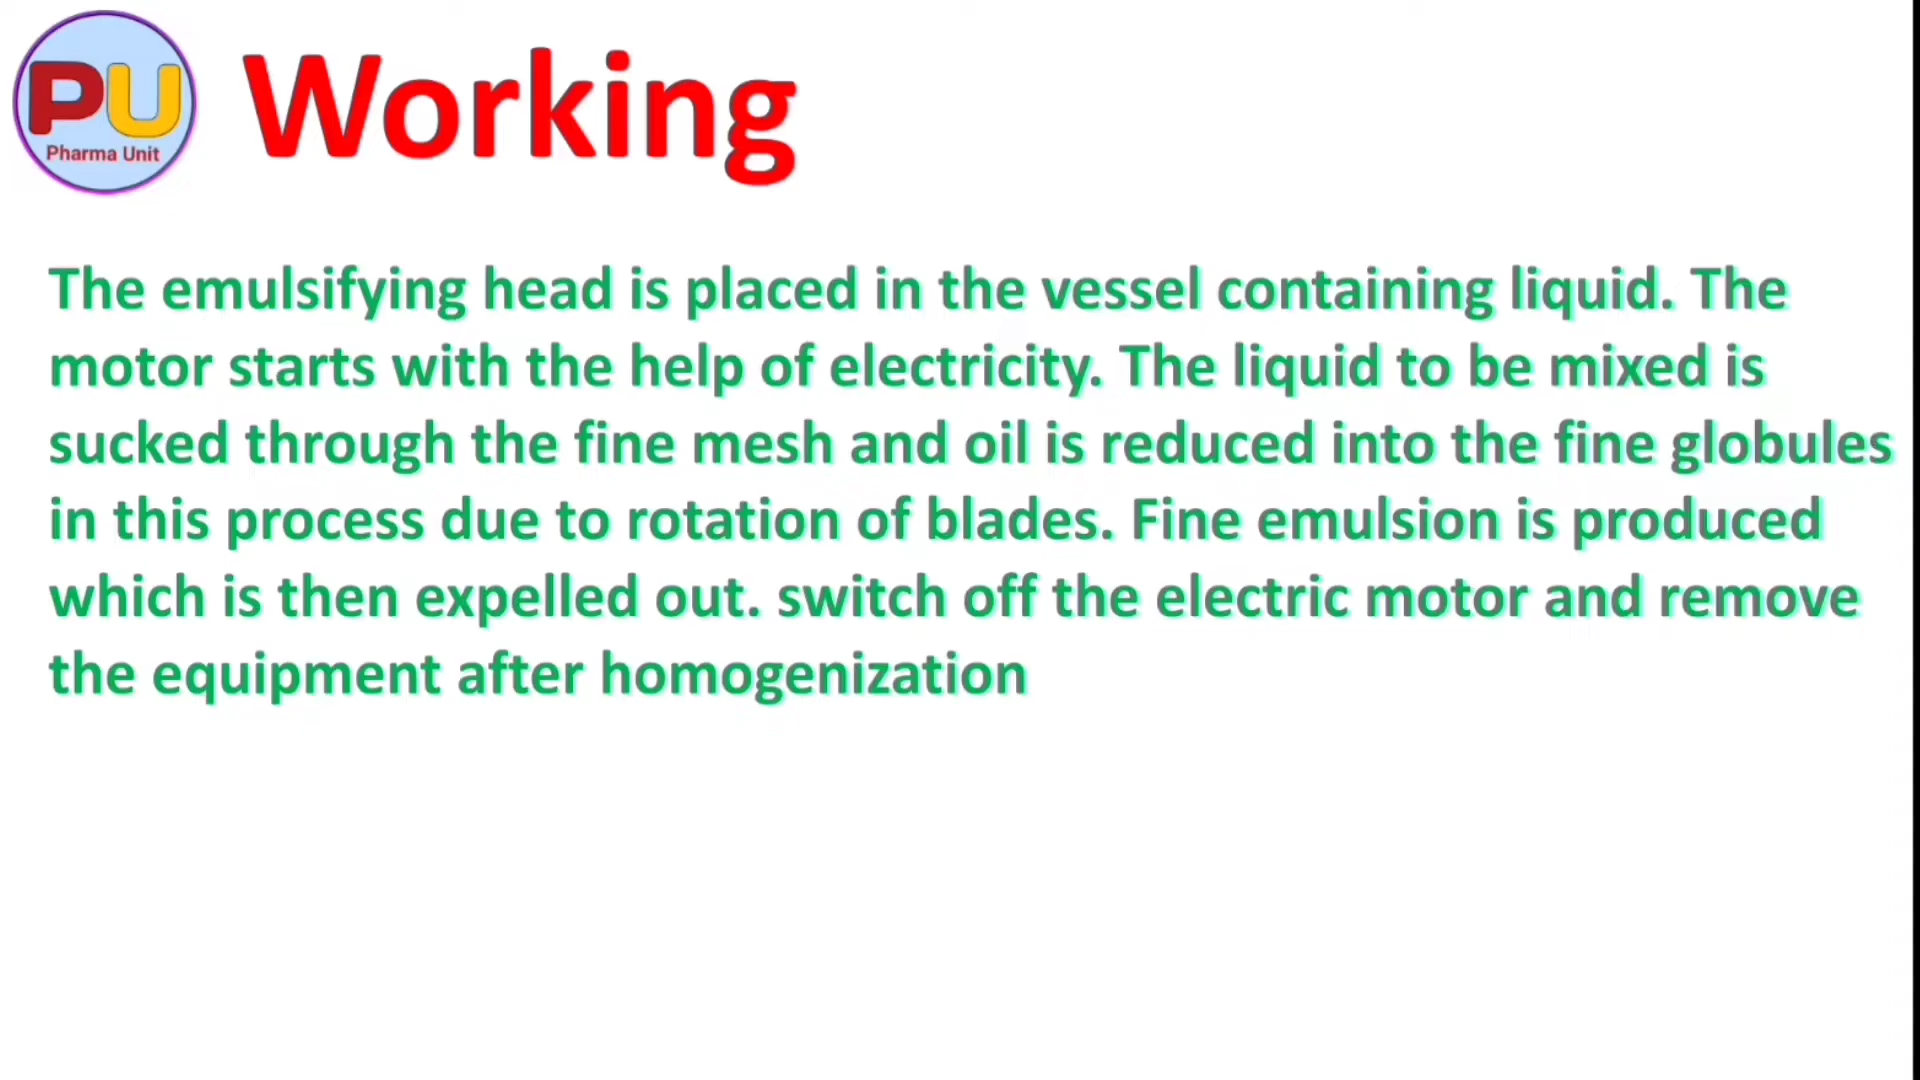 PU
Pharma Unit
Working
The emulsifying head is placed in the vessel containing liquid. The
motor starts with the help of electricity. The liquid to be mixed is
sucked through the fine mesh and oil is reduced into the fine globules
in this process due to rotation of blades. Fine emulsion is produced
which is then expelled out. switch off the electric motor and remove
the equipment after homogenization